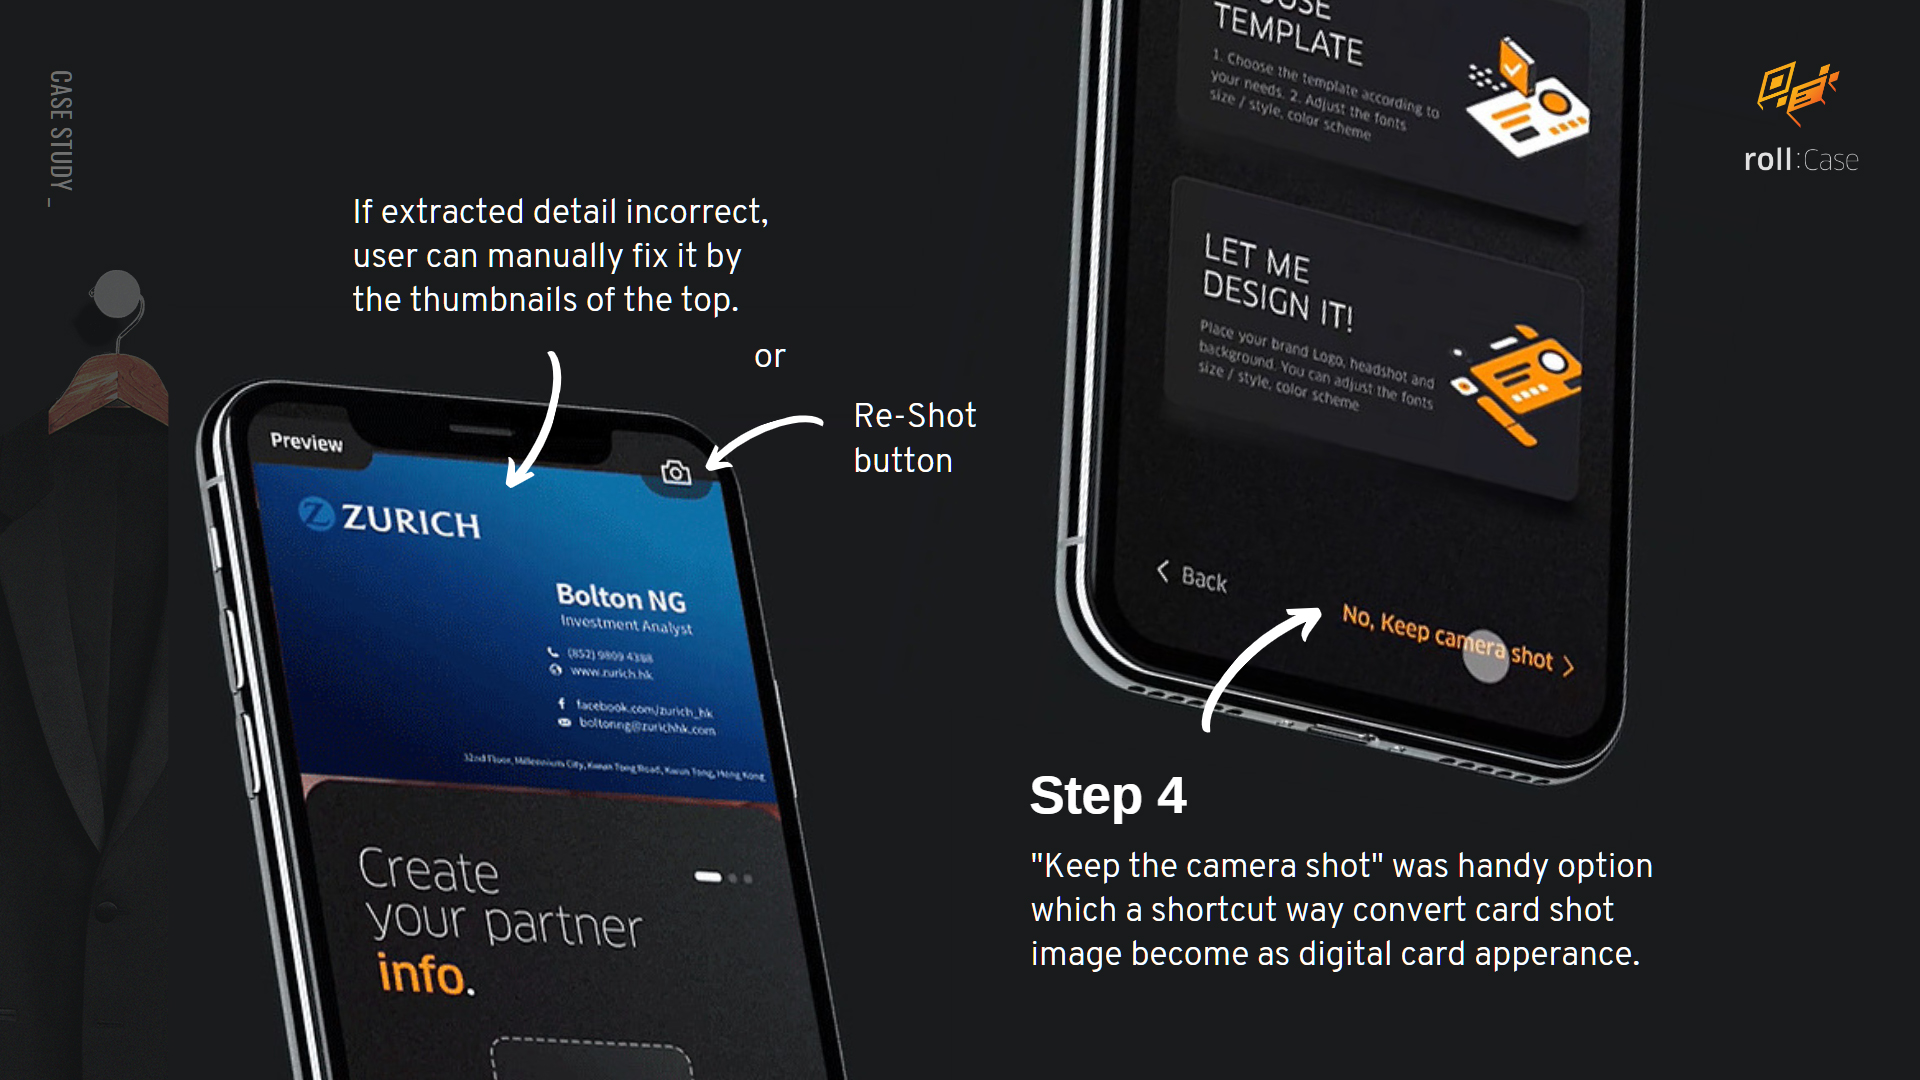 CASE STUDY _
If extracted detail incorrect,
user can manually fix it by
the thumbnails of the top.
or
Re-Shot
button
Preview
Z ZURICH
Bolton NG
Investment Analyst
(852) 9809 4388
www.zurich.hk
facebook.com/zurich_hk
boltonng@zurichhk.com
32nd Floor, Millennium City, Kwun Tong Road, Kwun Tong, Hong Kong
Create
your partner
info.
TEMPLATE
1. Choose the template according to
your needs. 2. Adjust the fonts
size / style, color scheme
LET ME
DESIGN IT!
Place your brand Logo, headshot and
background. You can adjust the fonts
size / style, color scheme
Back
No, Keep camera shot
roll:Case
Step 4
"Keep the camera shot" was handy option
which a shortcut way convert card shot
image become as digital card apperance.